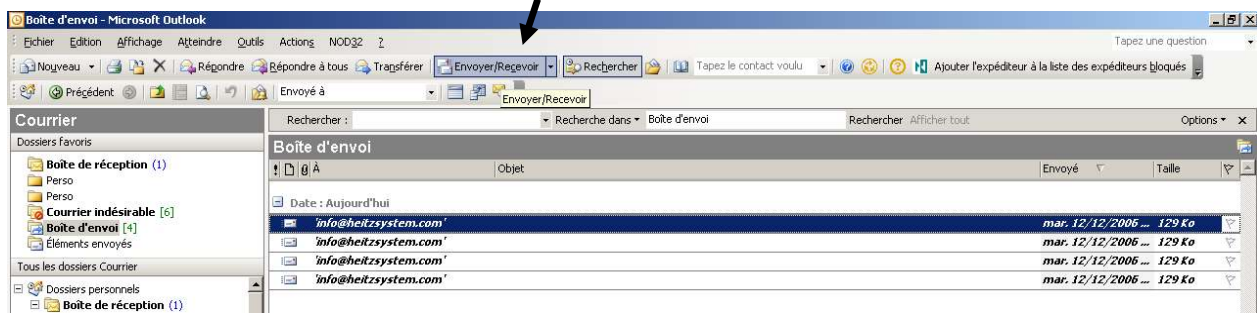 Boîte d'envoi - Microsoft Outlook
Fichier Edition Affichage Atteindre Outils Actions NOD32 ? Tapez une question
Nouveau Répondre Répondre à tous Transférer Envoyer/Recevoir Rechercher Tapez le contact voulu Ajouter l'expéditeur à la liste des expéditeurs bloqués
Précédent Envoyé à
Envoyer/Recevoir
Courrier Rechercher : Recherche dans Boîte d'envoi Rechercher Afficher tout Options
Dossiers favoris
Boîte d'envoi
Boîte de réception (1)
! À Objet Envoyé Taille
Perso
Perso
Date : Aujourd'hui
Courrier indésirable [6]
Boîte d'envoi [4]
'info@heitzsystem.com' mar. 12/12/2006 ... 129 Ko
Éléments envoyés
'info@heitzsystem.com' mar. 12/12/2006 ... 129 Ko
Tous les dossiers Courrier
'info@heitzsystem.com' mar. 12/12/2006 ... 129 Ko
Dossiers personnels
'info@heitzsystem.com' mar. 12/12/2006 ... 129 Ko
Boîte de réception (1)